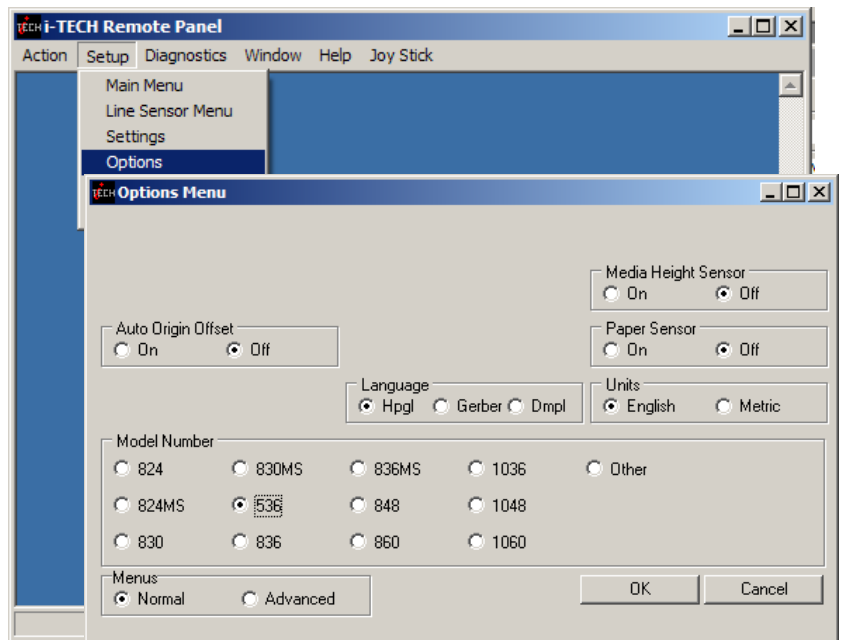 TECH i-TECH Remote Panel
Action Setup Diagnostics Window Help Joy Stick
Main Menu
Line Sensor Menu
Settings
Options
TECH Options Menu
Media Height Sensor
On Off
Auto Origin Offset
On Off
Paper Sensor
On Off
Language
Hpgl Gerber Dmpl
Units
English Metric
Model Number
824 830MS 836MS 1036 Other
824MS 536 848 1048
830 836 860 1060
Menus
Normal Advanced
OK Cancel